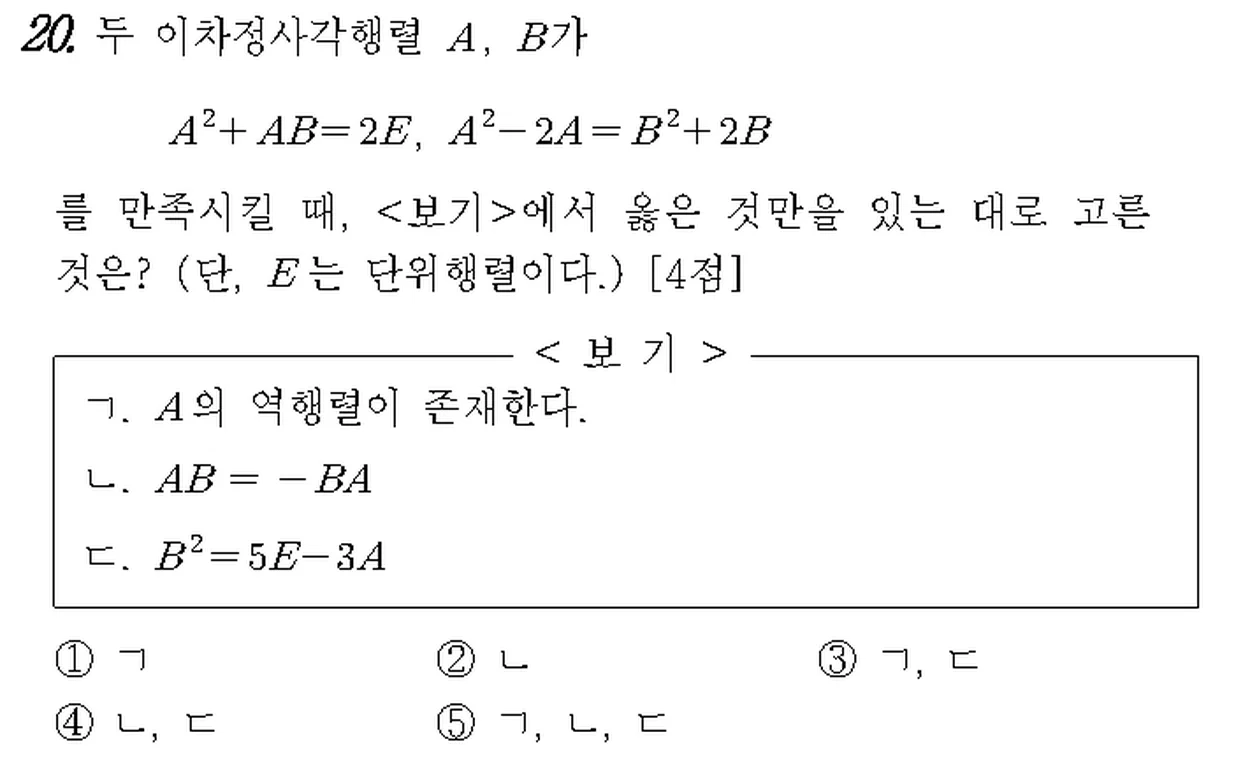 20. 두 이차정사각행렬 A, B가
A²+AB=2E, A²-2A=B²+2B
를 만족시킬 때, <보기>에서 옳은 것만을 있는 대로 고른
것은? (단, E는 단위행렬이다.) [4점]
< 보 기 >
ㄱ. A의 역행렬이 존재한다.
ㄴ. AB = -BA
ㄷ. B²=5E-3A
① ㄱ ② ㄴ ③ ㄱ, ㄷ
④ ㄴ, ㄷ ⑤ ㄱ, ㄴ, ㄷ